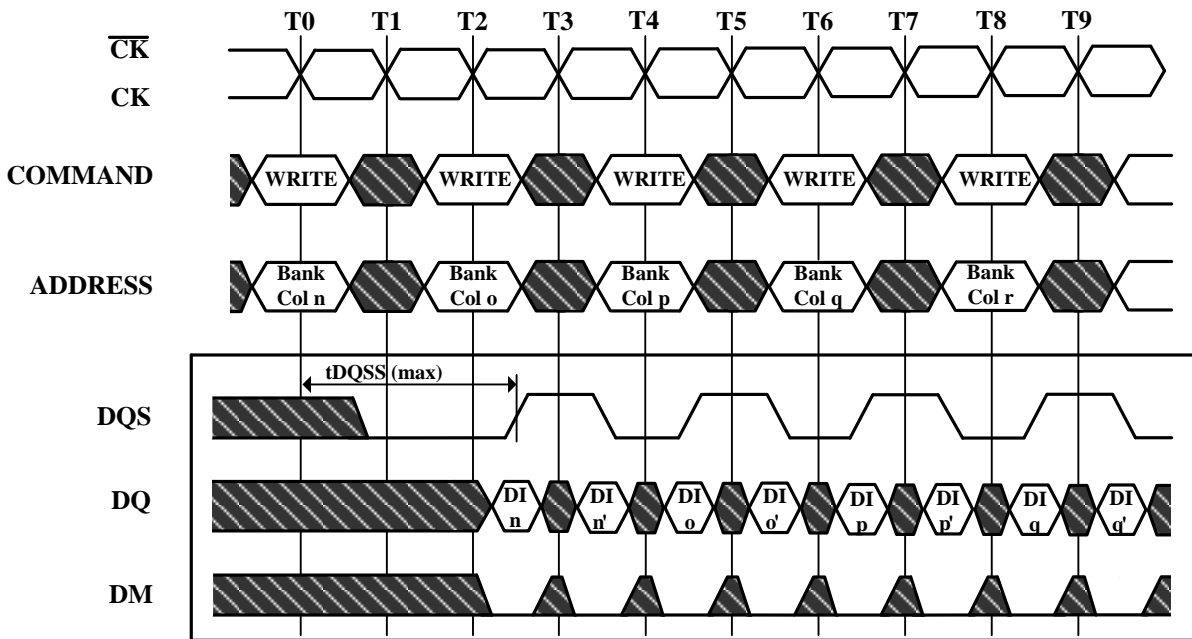 T0 T1 T2 T3 T4 T5 T6 T7 T8 T9
CK
CK
COMMAND WRITE WRITE WRITE WRITE WRITE
ADDRESS Bank Bank Bank Bank Bank
Col n Col o Col p Col q Col r
tDQSS (max)
DQS
DQ DI DI DI DI DI DI DI DI
n n' o o' p p' q q'
DM